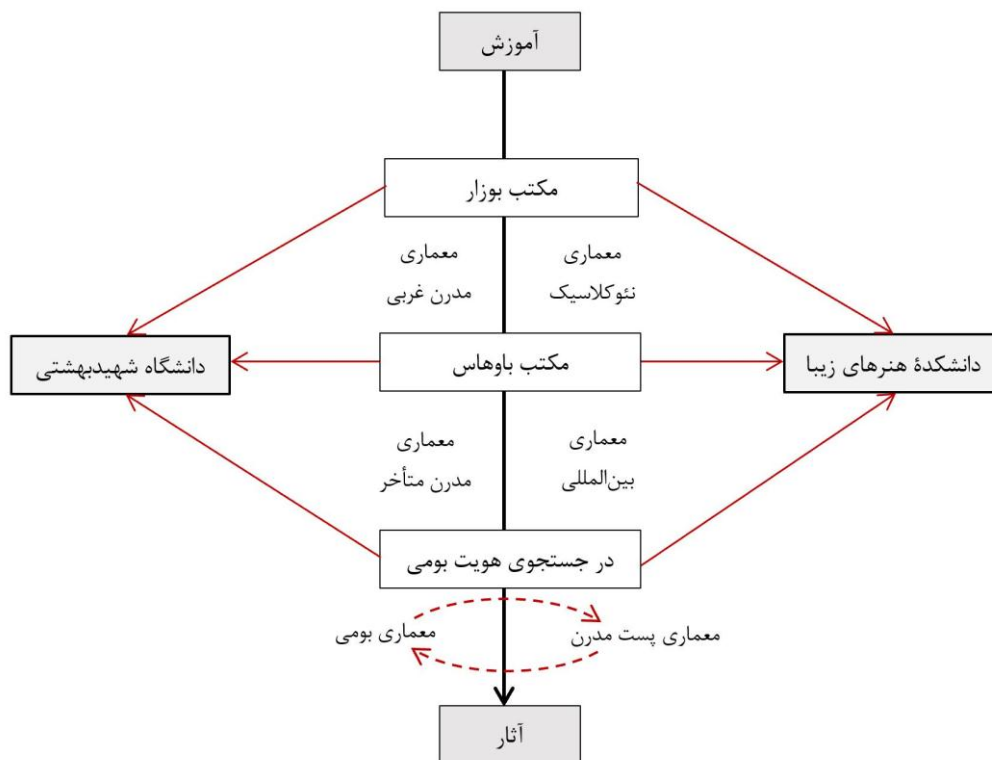 آموزش
مکتب بوزار
معماری
نئوکلاسیک
معماری
مدرن غربی
دانشکدهٔ هنرهای زیبا
مکتب باوهاس
دانشگاه شهیدبهشتی
معماری
بین‌المللی
معماری
مدرن متأخر
در جستجوی هویت بومی
معماری پست مدرن
معماری بومی
آثار